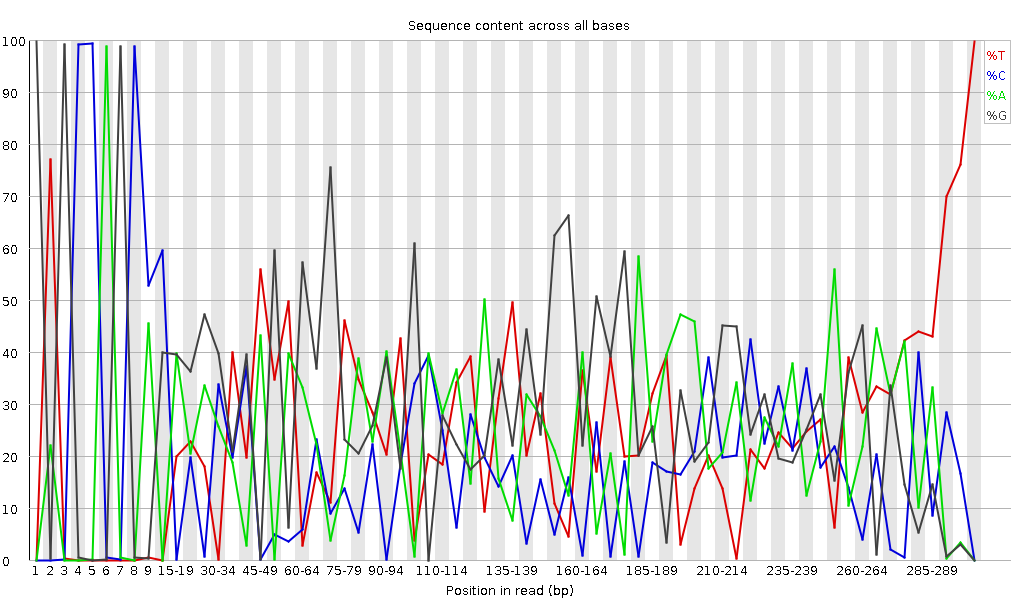 Sequence content across all bases
100
90
80
70
60
50
40
30
20
10
0
%T
%C
%A
%G
1 2 3 4 5 6 7 8 9 15-19 30-34 45-49 60-64 75-79 90-94 110-114 135-139 160-164 185-189 210-214 235-239 260-264 285-289
Position in read (bp)